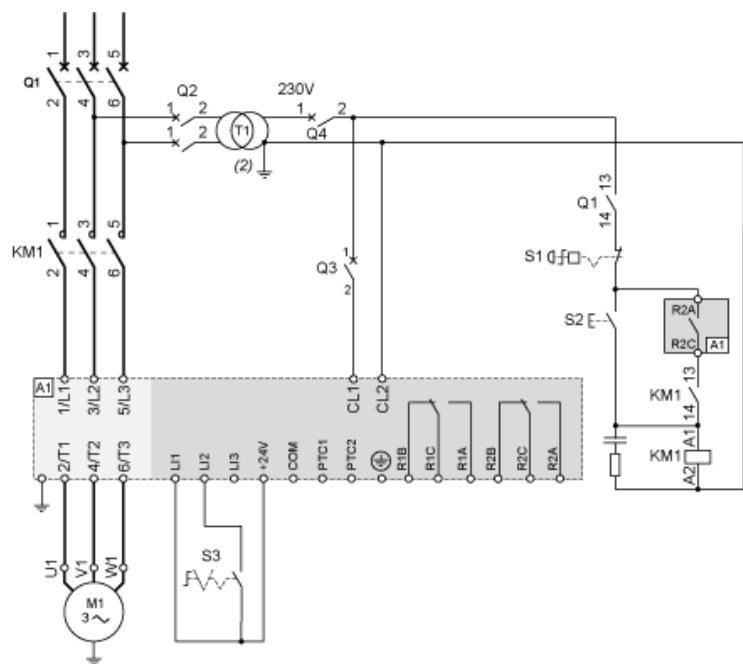 1 3 5
Q1
2 4 6
Q2
1 2
1 2
T1
(2)
230V
1 2
Q4
13
Q1
14
1 3 5
KM1
2 4 6
Q3
1
2
S1
S2
R2A
R2C
A1
13
KM1
14
A1
KM1
A2
A1
1/L1 3/L2 5/L3 CL1 CL2
2/T1 4/T2 6/T3 LI1 LI2 LI3 +24V COM PTC1 PTC2 R1B R1C R1A R2B R2C R2A
S3
U1 V1 W1
M1
3